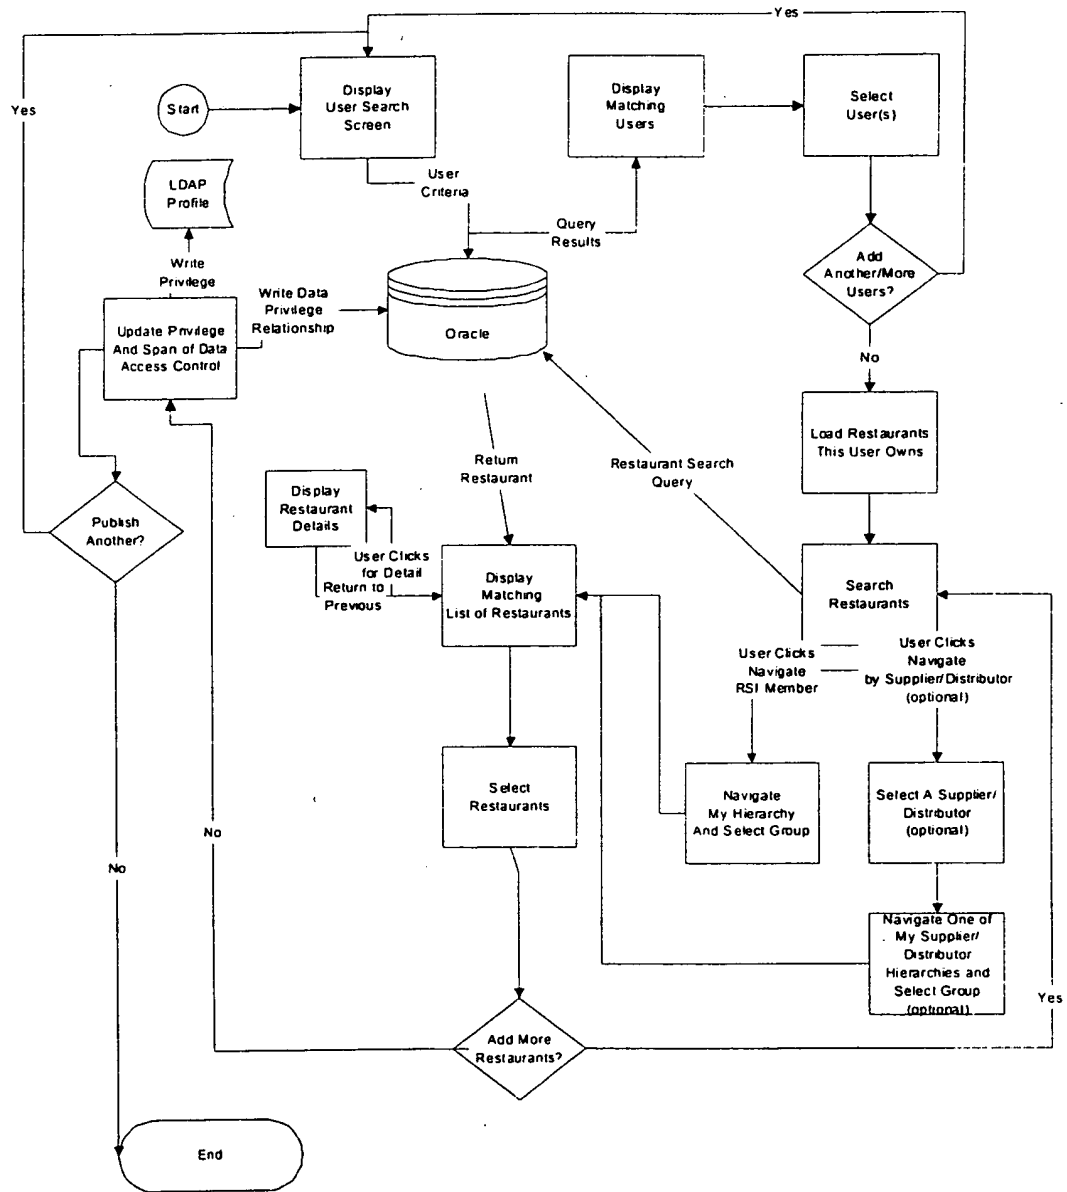 Yes
Yes
Start
Display
User Search
Screen
Display
Matching
Users
Select
User(s)
LDAP
Profile
User
Criteria
Query
Results
Write
Privilege
Write Data
Privilege
Relationship
Add
Another/More
Users?
Update Privilege
And Span of Data
Access Control
Oracle
No
Load Restaurants
This User Owns
Return
Restaurant
Restaurant Search
Query
Display
Restaurant
Details
Publish
Another?
User Clicks
for Detail
Return to
Previous
Display
Matching
List of Restaurants
Search
Restaurants
User Clicks
Navigate
RSI Member
User Clicks
Navigate
by Supplier/Distributor
(optional)
Select
Restaurants
Navigate
My Hierarchy
And Select Group
Select A Supplier/
Distributor
(optional)
No
No
Navigate One of
My Supplier/
Distributor
Hierarchies and
Select Group
(optional)
Yes
Add More
Restaurants?
End